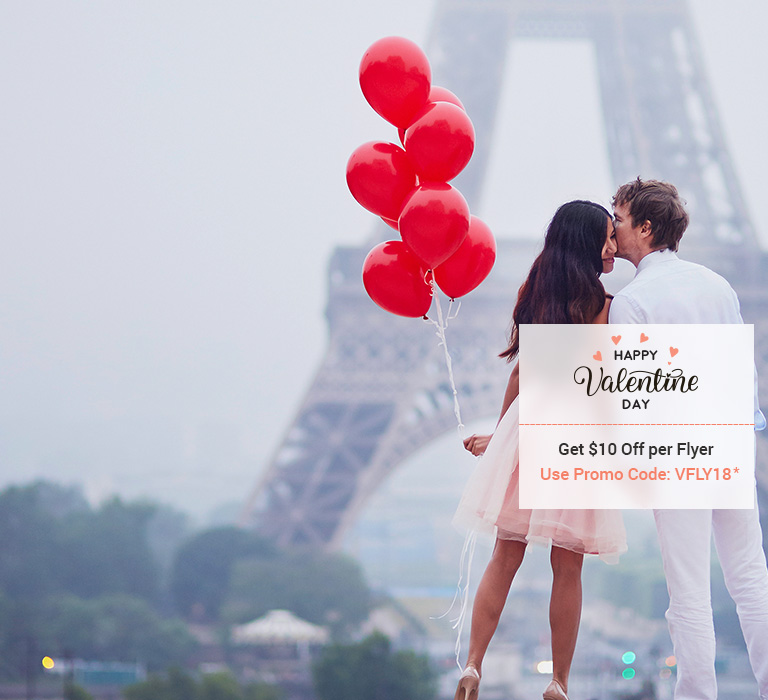 HAPPY
Valentine
DAY
Get $10 Off per Flyer
Use Promo Code: VFLY18*